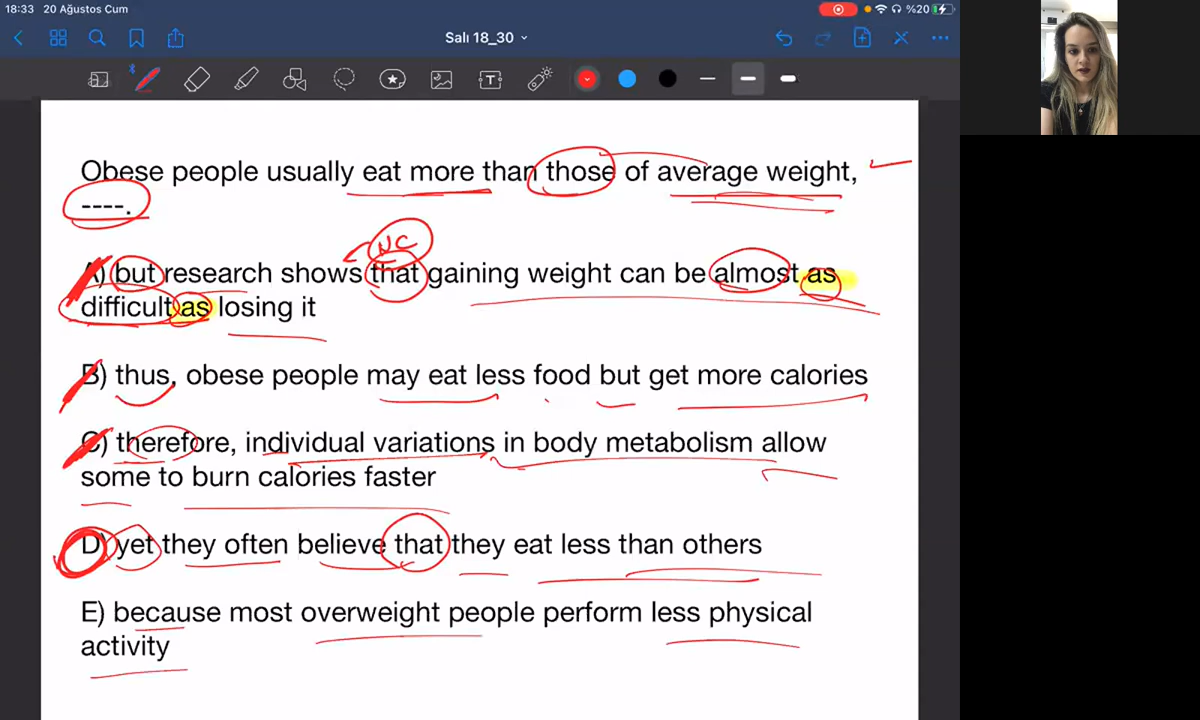 18:33 20 Ağustos Cum %20
Salı 18_30
T
Obese people usually eat more than those of average weight,
----.
NC
A) but research shows that gaining weight can be almost as
difficult as losing it
B) thus, obese people may eat less food but get more calories
C) therefore, individual variations in body metabolism allow
some to burn calories faster
D) yet they often believe that they eat less than others
E) because most overweight people perform less physical
activity